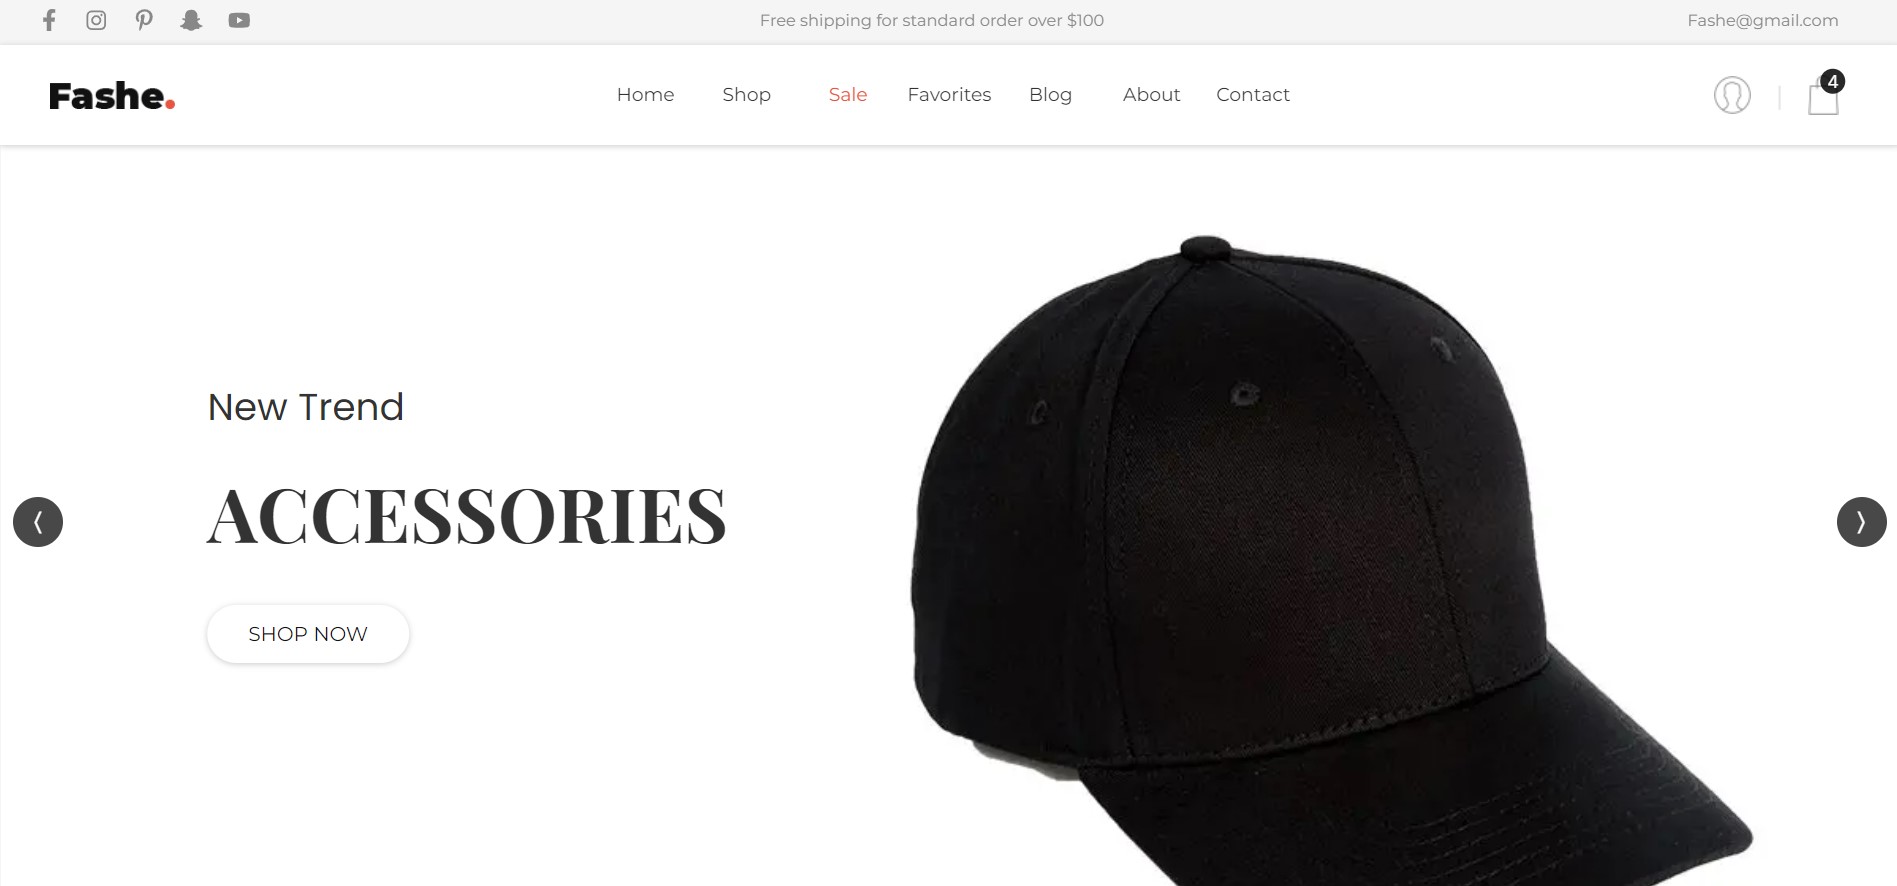 Free shipping for standard order over $100
Fashe@gmail.com
Fashe.
Home Shop Sale Favorites Blog About Contact
4
New Trend
ACCESSORIES
SHOP NOW